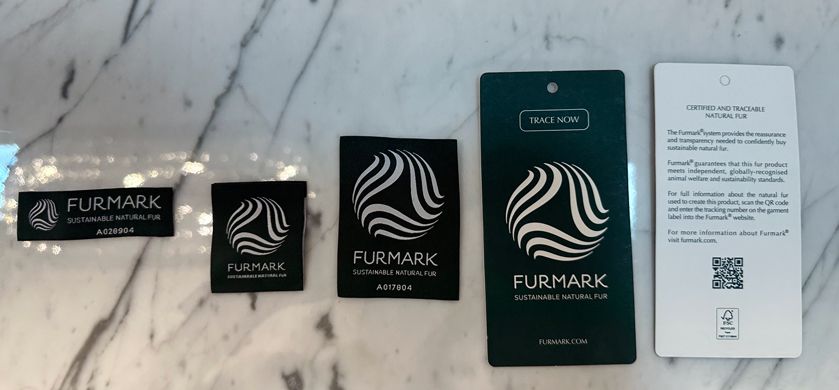 FURMARK
SUSTAINABLE NATURAL FUR
A028904
FURMARK
SUSTAINABLE NATURAL FUR
FURMARK
SUSTAINABLE NATURAL FUR
A017804
TRACE NOW
FURMARK
SUSTAINABLE NATURAL FUR
FURMARK.COM
CERTIFIED AND TRACEABLE
NATURAL FUR
The Furmark® system provides the reassurance
and transparency needed to confidently buy
sustainable natural fur.
Furmark® guarantees that this fur product
meets independent, globally-recognised
animal welfare and sustainability standards.
For full information about the natural fur
used to create this product, scan the QR code
and enter the tracking number on the garment
label into the Furmark® website.
For more information about Furmark®
visit furmark.com.
FSC